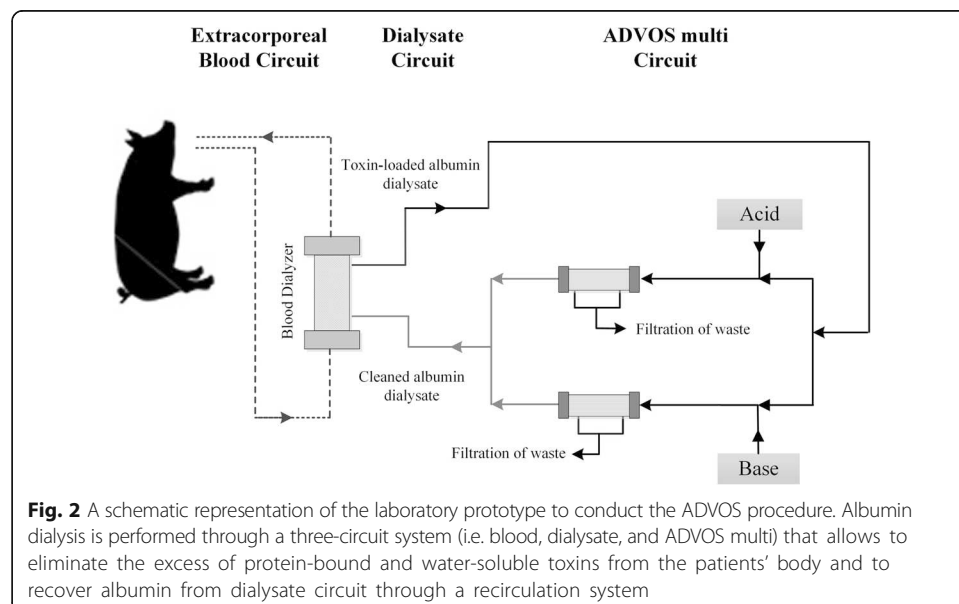 Extracorporeal
Blood Circuit
Dialysate
Circuit
ADVOS multi
Circuit
Toxin-loaded albumin
dialysate
Acid
Blood Dialyzer
Filtration of waste
Cleaned albumin
dialysate
Filtration of waste
Base
Fig. 2 A schematic representation of the laboratory prototype to conduct the ADVOS procedure. Albumin
dialysis is performed through a three-circuit system (i.e. blood, dialysate, and ADVOS multi) that allows to
eliminate the excess of protein-bound and water-soluble toxins from the patients’ body and to
recover albumin from dialysate circuit through a recirculation system